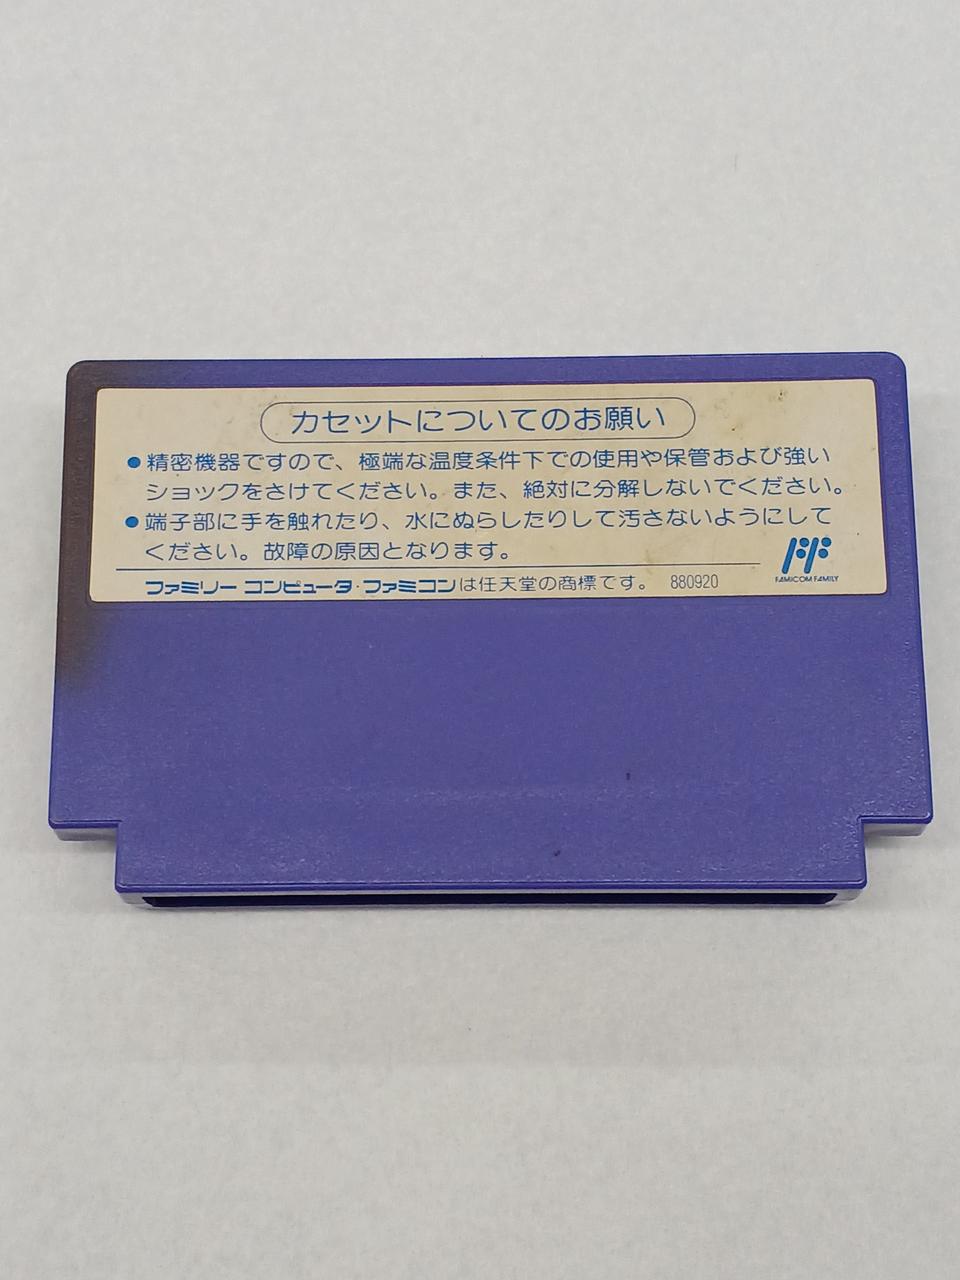 カセットについてのお願い
●精密機器ですので、極端な温度条件下での使用や保管および強い
ショックをさけてください。また、絶対に分解しないでください。
●端子部に手を触れたり、水にぬらしたりして汚さないようにして
ください。故障の原因となります。
FAMICOM FAMILY
ファミリー コンピュータ・ファミコンは任天堂の商標です。 880920